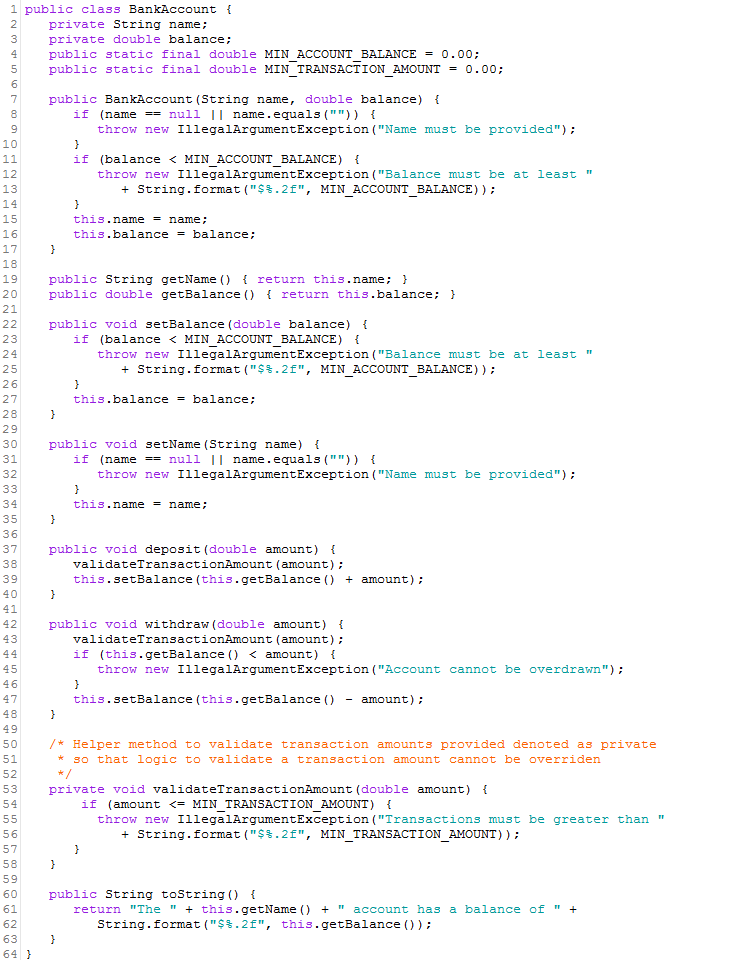 1 public class BankAccount {
2    private String name;
3    private double balance;
4    public static final double MIN_ACCOUNT_BALANCE = 0.00;
5    public static final double MIN_TRANSACTION_AMOUNT = 0.00;
6
7    public BankAccount(String name, double balance) {
8       if (name == null || name.equals("")) {
9          throw new IllegalArgumentException("Name must be provided");
10       }
11       if (balance < MIN_ACCOUNT_BALANCE) {
12          throw new IllegalArgumentException("Balance must be at least "
13             + String.format("$%.2f", MIN_ACCOUNT_BALANCE));
14       }
15       this.name = name;
16       this.balance = balance;
17    }
18
19    public String getName() { return this.name; }
20    public double getBalance() { return this.balance; }
21
22    public void setBalance(double balance) {
23       if (balance < MIN_ACCOUNT_BALANCE) {
24          throw new IllegalArgumentException("Balance must be at least "
25             + String.format("$%.2f", MIN_ACCOUNT_BALANCE));
26       }
27       this.balance = balance;
28    }
29
30    public void setName(String name) {
31       if (name == null || name.equals("")) {
32          throw new IllegalArgumentException("Name must be provided");
33       }
34       this.name = name;
35    }
36
37    public void deposit(double amount) {
38       validateTransactionAmount(amount);
39       this.setBalance(this.getBalance() + amount);
40    }
41
42    public void withdraw(double amount) {
43       validateTransactionAmount(amount);
44       if (this.getBalance() < amount) {
45          throw new IllegalArgumentException("Account cannot be overdrawn");
46       }
47       this.setBalance(this.getBalance() - amount);
48    }
49
50    /* Helper method to validate transaction amounts provided denoted as private
51     * so that logic to validate a transaction amount cannot be overriden
52     */
53    private void validateTransactionAmount(double amount) {
54        if (amount <= MIN_TRANSACTION_AMOUNT) {
55          throw new IllegalArgumentException("Transactions must be greater than "
56             + String.format("$%.2f", MIN_TRANSACTION_AMOUNT));
57       }
58    }
59
60    public String toString() {
61       return "The " + this.getName() + " account has a balance of " +
62          String.format("$%.2f", this.getBalance());
63    }
64 }